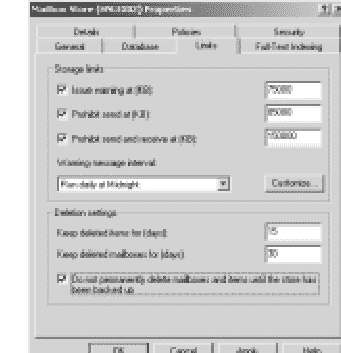 Mailbox Store Properties
Details Policies Security
General Database Limits Full-Text Indexing
Storage limits
Issue warning at (KB): 75000
Prohibit send at (KB): 85000
Prohibit send and receive at (KB):
Warning message interval:
Run daily at Midnight Customize...
Deletion settings
Keep deleted items for (days): 15
Keep deleted mailboxes for (days): 30
Do not permanently delete mailboxes and items until the store has
been backed up.
OK Cancel Apply Help